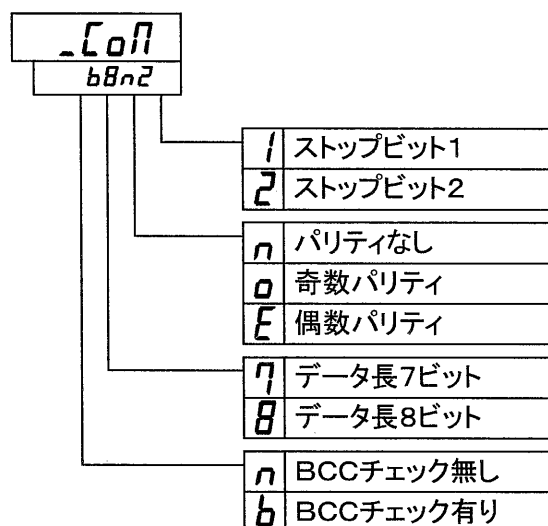 _CoM
b8n2
1 ストップビット1
2 ストップビット2
n パリティなし
o 奇数パリティ
E 偶数パリティ
7 データ長7ビット
8 データ長8ビット
n BCCチェック無し
b BCCチェック有り